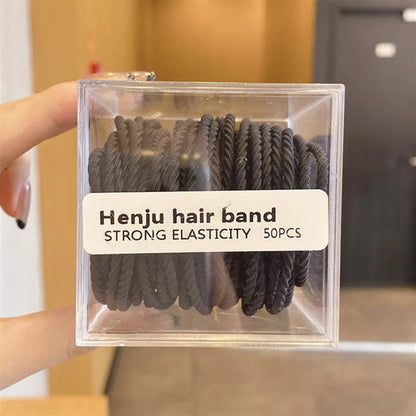 Henju hair band
STRONG ELASTICITY 50PCS